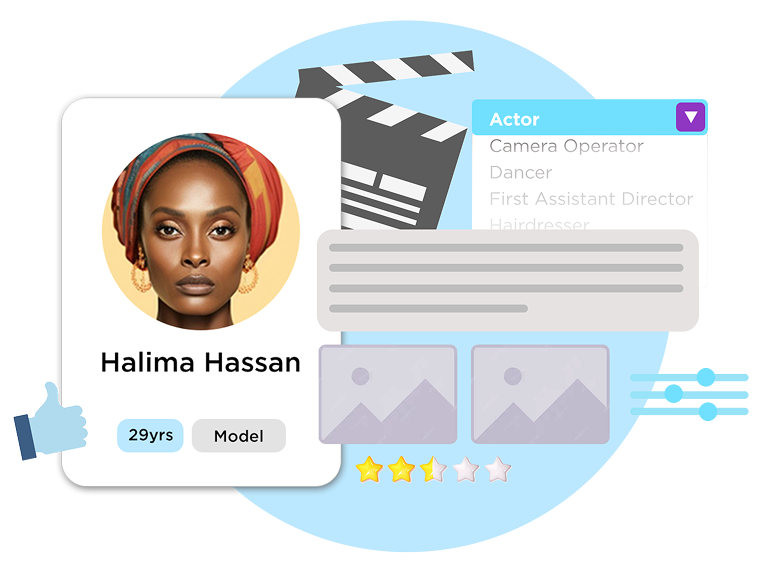 Actor
Camera Operator
Dancer
First Assistant Director
Hairdresser
Halima Hassan
29yrs
Model